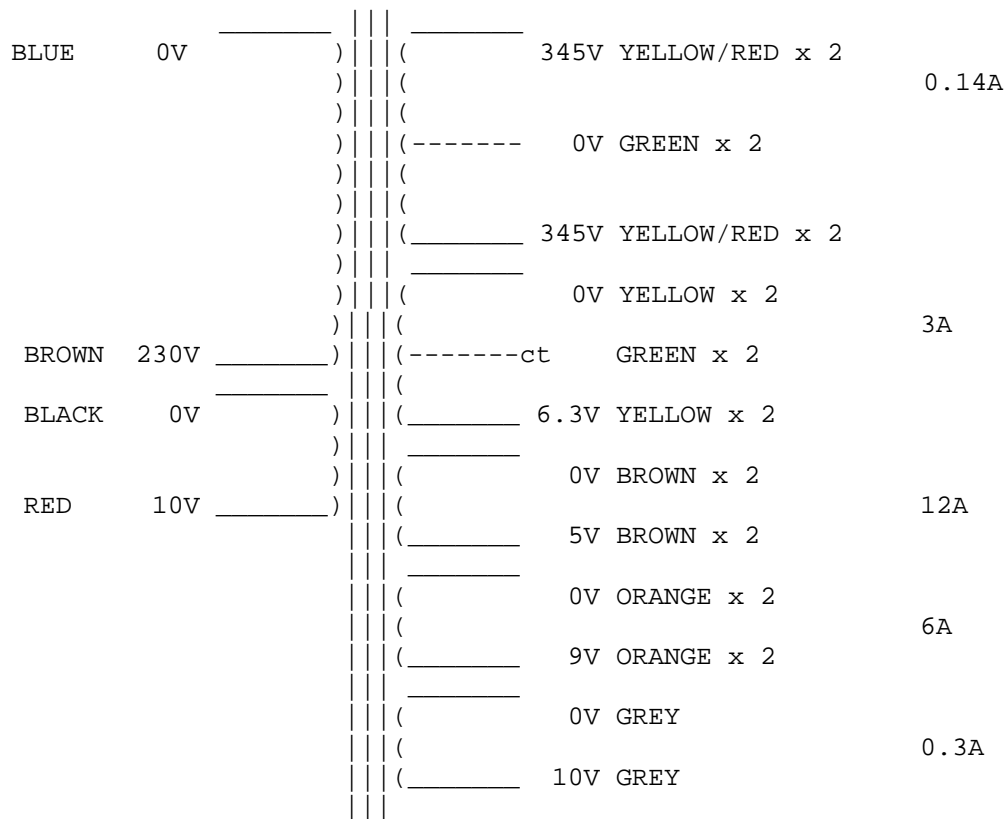 BLUE 0V 345V YELLOW/RED x 2
0.14A
0V GREEN x 2
345V YELLOW/RED x 2
0V YELLOW x 2
3A
BROWN 230V ct GREEN x 2
BLACK 0V 6.3V YELLOW x 2
0V BROWN x 2
RED 10V 12A
5V BROWN x 2
0V ORANGE x 2
6A
9V ORANGE x 2
0V GREY
0.3A
10V GREY